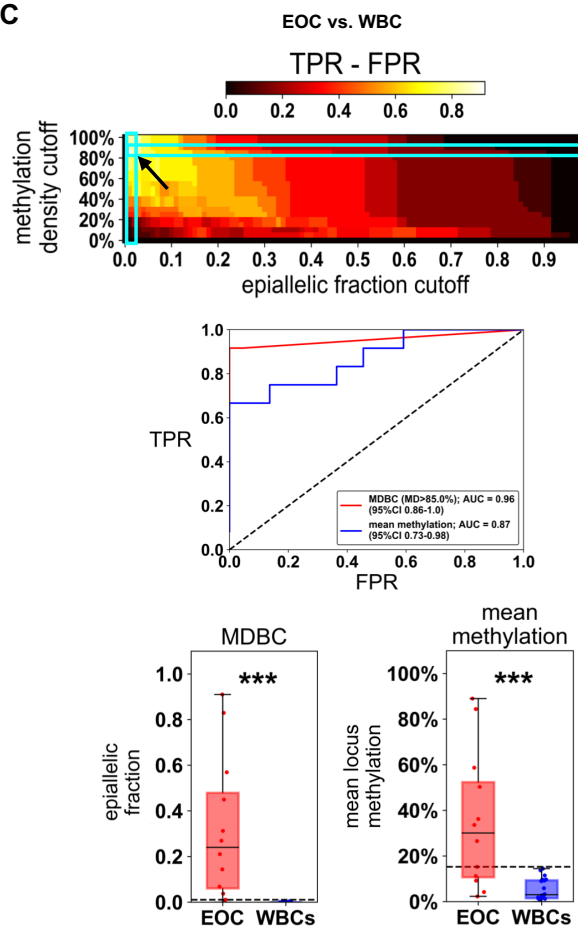 C
EOC vs. WBC
TPR - FPR
0.0 0.2 0.4 0.6 0.8
methylation
density cutoff
100%
80%
60%
40%
20%
0%
0.0 0.1 0.2 0.3 0.4 0.5 0.6 0.7 0.8 0.9
epiallelic fraction cutoff
TPR
1.0
0.8
0.6
0.4
0.2
0.0
MDBC (MD>85.0%); AUC = 0.96
(95%CI 0.86-1.0)
mean methylation; AUC = 0.87
(95%CI 0.73-0.98)
0.0 0.2 0.4 0.6 0.8 1.0
FPR
MDBC
epiallelic
fraction
1.0
0.8
0.6
0.4
0.2
0.0
***
EOC WBCs
mean
methylation
mean locus
methylation
100%
80%
60%
40%
20%
0%
***
EOC WBCs